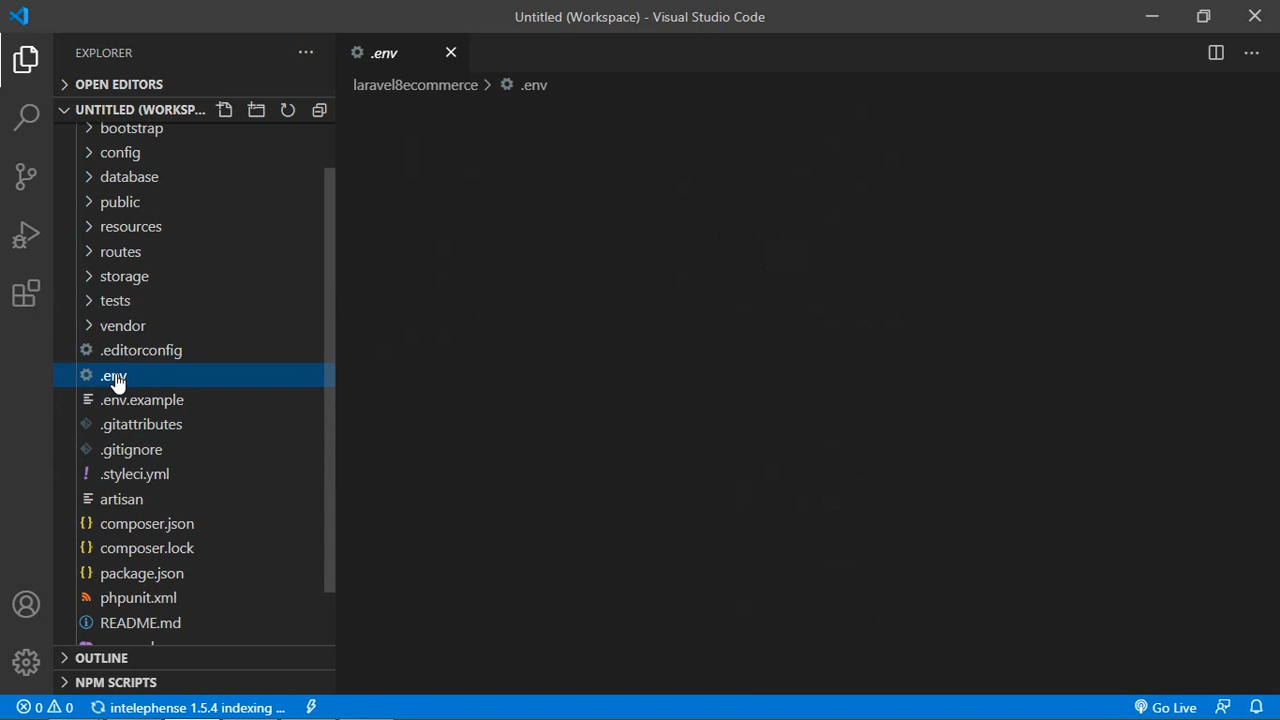 Untitled (Workspace) - Visual Studio Code
EXPLORER
OPEN EDITORS
UNTITLED (WORKSP...
bootstrap
config
database
public
resources
routes
storage
tests
vendor
.editorconfig
.env
.env.example
.gitattributes
.gitignore
.styleci.yml
artisan
composer.json
composer.lock
package.json
phpunit.xml
README.md
OUTLINE
NPM SCRIPTS
.env
laravel8ecommerce > .env
0 0 intelephense 1.5.4 indexing ...
Go Live